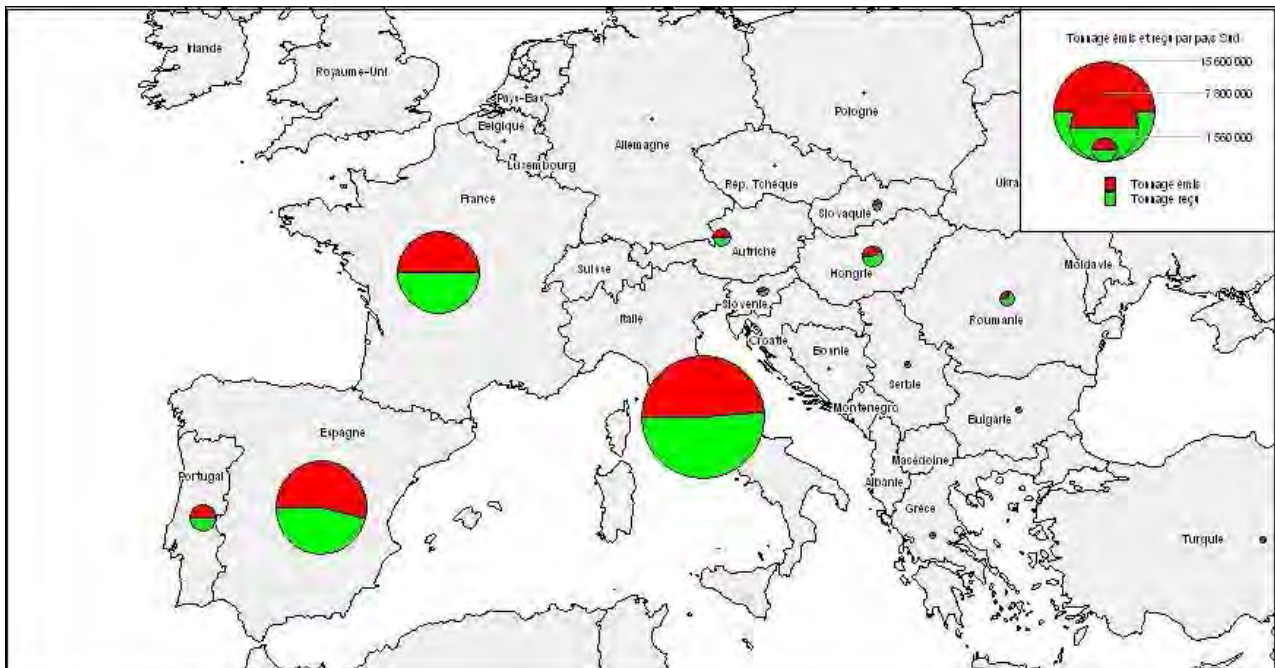 Irlande
Royaume-Uni
Pays-Bas
Belgique
Luxembourg
Allemagne
Pologne
Rép. Tchèque
Ukra
France
Slovaquie
Autriche
Suisse
Hongrie
Moldavie
Slovénie
Italie
Roumanie
Croatie
Bosnie
Serbie
Montenegro
Bulgarie
Espagne
Portugal
Macédoine
Albanie
Grèce
Turquie
Tonnage émis et reçu par pays Sud
15 600 000
7 800 000
1 560 000
Tonnage émis
Tonnage reçu